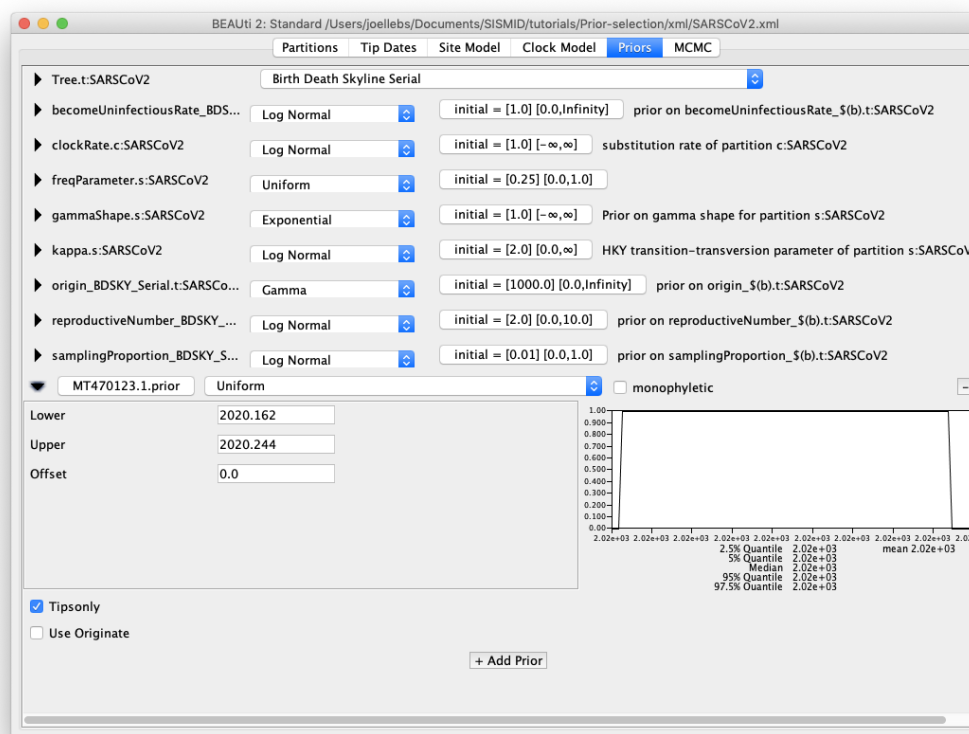 BEAUti 2: Standard /Users/joellebs/Documents/SISMID/tutorials/Prior-selection/xml/SARSCoV2.xml
Partitions Tip Dates Site Model Clock Model Priors MCMC
Tree.t:SARSCoV2 Birth Death Skyline Serial
becomeUninfectiousRate_BDS... Log Normal initial = [1.0] [0.0,Infinity] prior on becomeUninfectiousRate_$(b).t:SARSCoV2
clockRate.c:SARSCoV2 Log Normal initial = [1.0] [-∞,∞] substitution rate of partition c:SARSCoV2
freqParameter.s:SARSCoV2 Uniform initial = [0.25] [0.0,1.0]
gammaShape.s:SARSCoV2 Exponential initial = [1.0] [-∞,∞] Prior on gamma shape for partition s:SARSCoV2
kappa.s:SARSCoV2 Log Normal initial = [2.0] [0.0,∞] HKY transition-transversion parameter of partition s:SARSCoV
origin_BDSKY_Serial.t:SARSCo... Gamma initial = [1000.0] [0.0,Infinity] prior on origin_$(b).t:SARSCoV2
reproductiveNumber_BDSKY_... Log Normal initial = [2.0] [0.0,10.0] prior on reproductiveNumber_$(b).t:SARSCoV2
samplingProportion_BDSKY_S... Log Normal initial = [0.01] [0.0,1.0] prior on samplingProportion_$(b).t:SARSCoV2
MT470123.1.prior Uniform monophyletic -
Lower 2020.162
Upper 2020.244
Offset 0.0
1.00
0.900
0.800
0.700
0.600
0.500
0.400
0.300
0.200
0.100
0.00
2.02e+03 2.02e+03 2.02e+03 2.02e+03 2.02e+03 2.02e+03 2.02e+03 2.02e+03 2.02e+03 2.0
2.5% Quantile 2.02e+03 mean 2.02e+03
5% Quantile 2.02e+03
Median 2.02e+03
95% Quantile 2.02e+03
97.5% Quantile 2.02e+03
Tipsonly
Use Originate
+ Add Prior